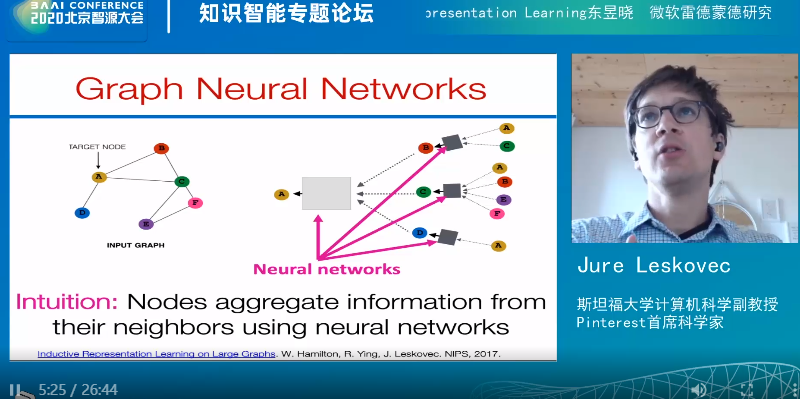 BAAI CONFERENCE
2020北京智源大会
知识智能专题论坛
presentation Learning东昱晓 微软雷德蒙德研究
Graph Neural Networks
TARGET NODE
A
B
C
D
E
F
INPUT GRAPH
A
B
C
D
A
C
A
B
E
F
A
Neural networks
Intuition: Nodes aggregate information from
their neighbors using neural networks
Inductive Representation Learning on Large Graphs. W. Hamilton, R. Ying, J. Leskovec. NIPS, 2017.
Jure Leskovec
斯坦福大学计算机科学副教授
Pinterest首席科学家
5:25 / 26:44